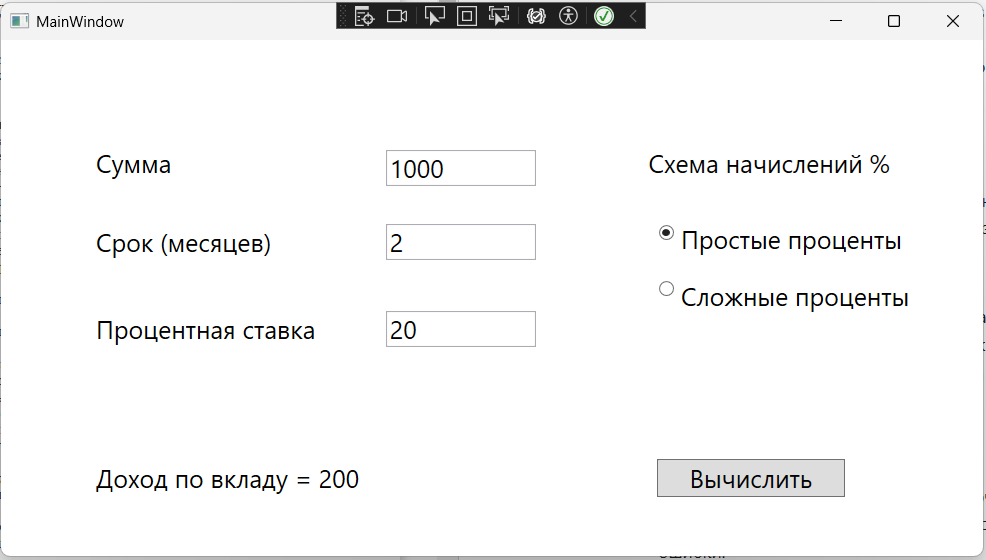 MainWindow
Сумма
1000
Схема начислений %
Срок (месяцев)
2
Простые проценты
Сложные проценты
Процентная ставка
20
Доход по вкладу = 200
Вычислить